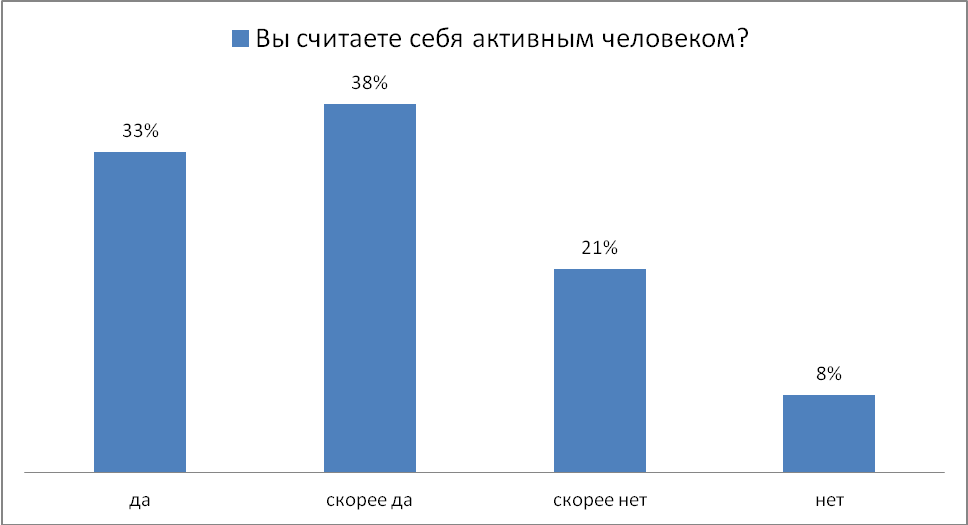 Вы считаете себя активным человеком?
38%
33%
21%
8%
да
скорее да
скорее нет
нет